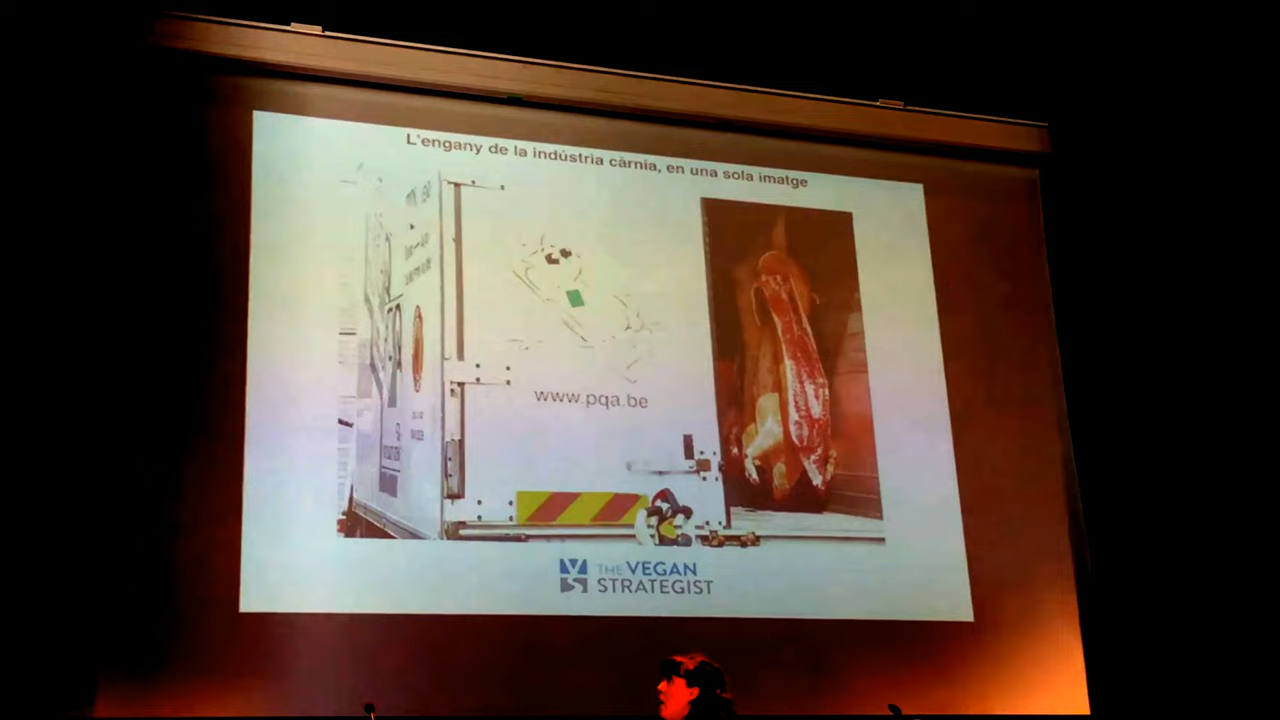 L'engany de la indústria càrnia, en una sola imatge
www.pqa.be
THE VEGAN
STRATEGIST